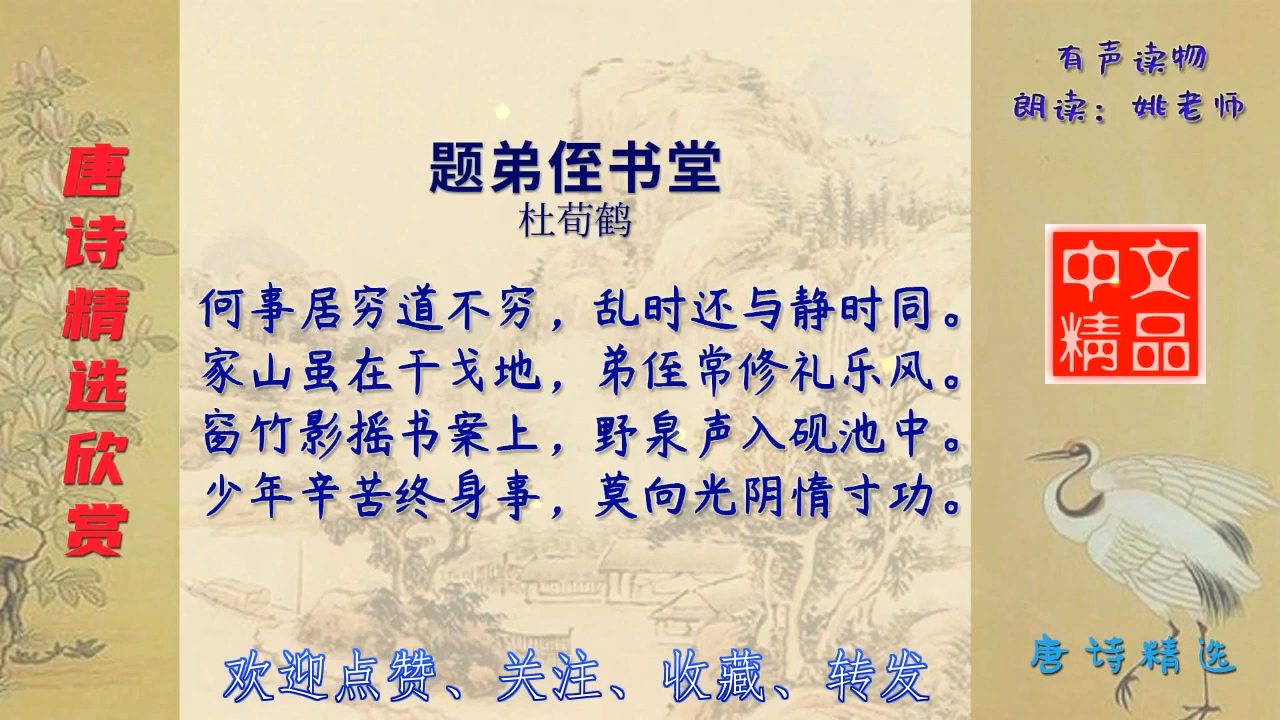 唐诗精选欣赏
题弟侄书堂
杜荀鹤
何事居穷道不穷，乱时还与静时同。
家山虽在干戈地，弟侄常修礼乐风。
窗竹影摇书案上，野泉声入砚池中。
少年辛苦终身事，莫向光阴惰寸功。
欢迎点赞、关注、收藏、转发
有声读物
朗读：姚老师
中文
精品
唐诗精选